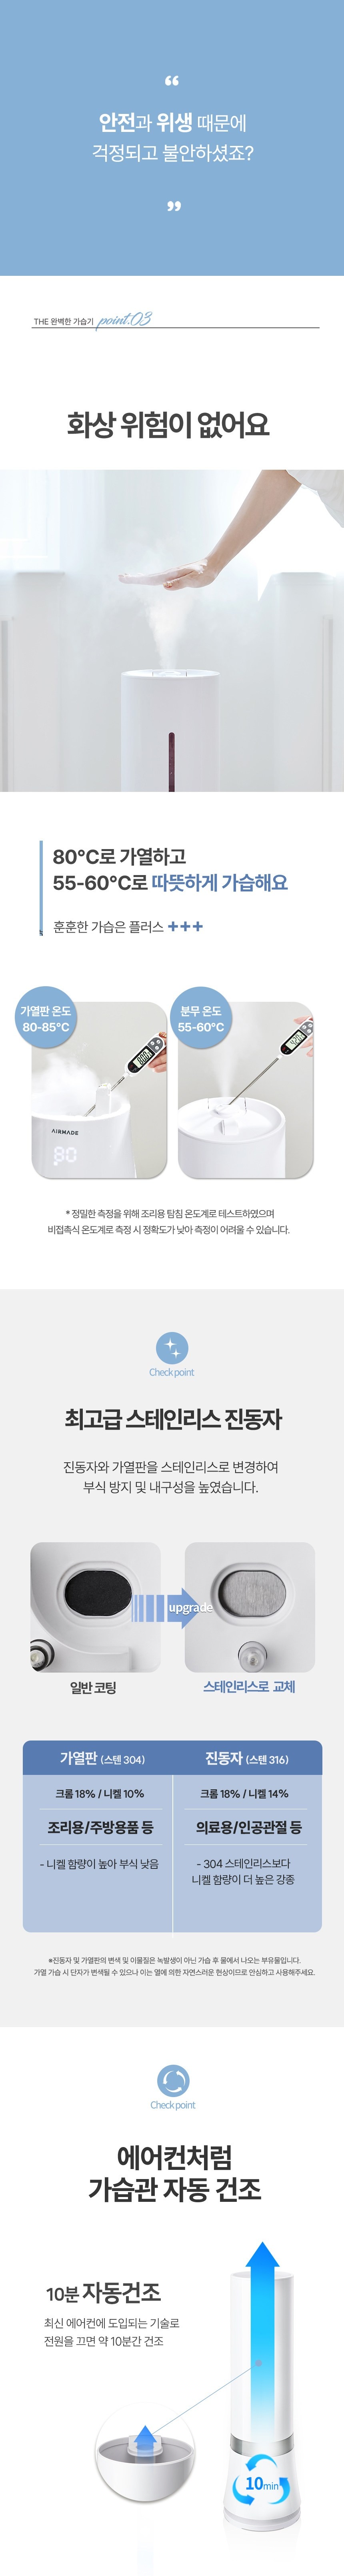 “
안전과 위생 때문에
걱정되고 불안하셨죠?
”
THE 완벽한 가습기 point.03
화상 위험이 없어요
80°C로 가열하고
55-60°C로 따뜻하게 가습해요
훈훈한 가습은 플러스 +++
가열판 온도
80-85°C
분무 온도
55-60°C
AIRMADE
80
* 정밀한 측정을 위해 조리용 탐침 온도계로 테스트하였으며
비접촉식 온도계로 측정 시 정확도가 낮아 측정이 어려울 수 있습니다.
Check point
최고급 스테인리스 진동자
진동자와 가열판을 스테인리스로 변경하여
부식 방지 및 내구성을 높였습니다.
upgrade
일반 코팅
스테인리스로 교체
가열판 (스텐 304)
진동자 (스텐 316)
크롬 18% / 니켈 10%
크롬 18% / 니켈 14%
조리용/주방용품 등
의료용/인공관절 등
- 니켈 함량이 높아 부식 낮음
- 304 스테인리스보다
니켈 함량이 더 높은 강종
*진동자 및 가열판의 변색 및 이물질은 녹발생이 아닌 가습 후 물에서 나오는 부유물입니다.
가열 가습 시 단자가 변색될 수 있으나 이는 열에 의한 자연스러운 현상이므로 안심하고 사용해주세요.
Check point
에어컨처럼
가습관 자동 건조
10분 자동건조
최신 에어컨에 도입되는 기술로
전원을 끄면 약 10분간 건조
10min